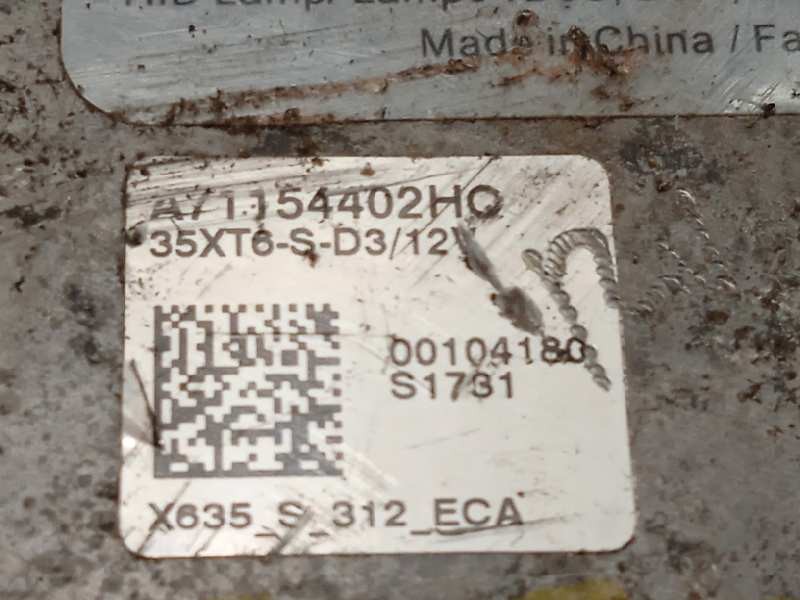 Made in China / Fa
A71154402HC
35XT6-S-D3/12V
00104180
S1731
X635_S_312_ECA